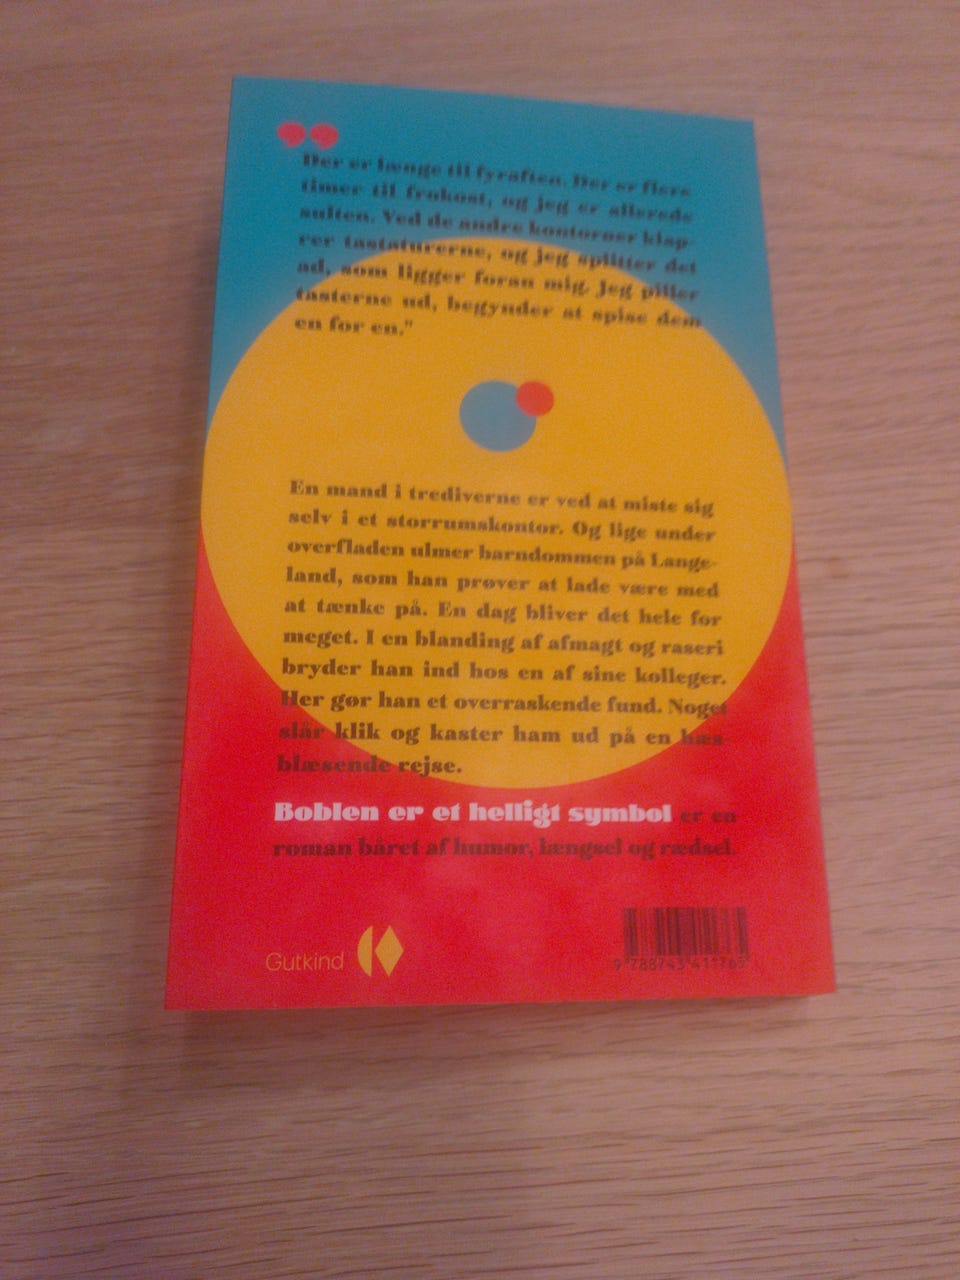 "
Der er længe til fyraften. Der er flere
timer til frokost, og jeg er allerede
sulten. Ved de andre kontorøer klap-
rer tastaturerne, og jeg splitter det
ad, som ligger foran mig. Jeg piller
tasterne ud, begynder at spise dem
en for en."
En mand i trediverne er ved at miste sig
selv i et storrumskontor. Og lige under
overfladen ulmer barndommen på Lange-
land, som han prøver at lade være med
at tænke på. En dag bliver det hele for
meget. I en blanding af afmagt og raseri
bryder han ind hos en af sine kolleger.
Her gør han et overraskende fund. Noget
slår klik og kaster ham ud på en hæs-
blæsende rejse.
Boblen er et helligt symbol er en
roman båret af humor, længsel og rædsel.
Gutkind
9 788743 411765